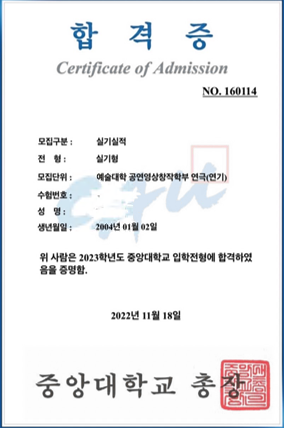 합격증
Certificate of Admission
NO. 160114
모집구분 : 실기실적
전 형 : 실기형
모집단위 : 예술대학 공연영상창작학부 연극(연기)
수험번호 :
성 명 :
생년월일 : 2004년 01월 02일
위 사람은 2023학년도 중앙대학교 입학전형에 합격하였
음을 증명함.
2022년 11월 18일
중앙대학교 총장